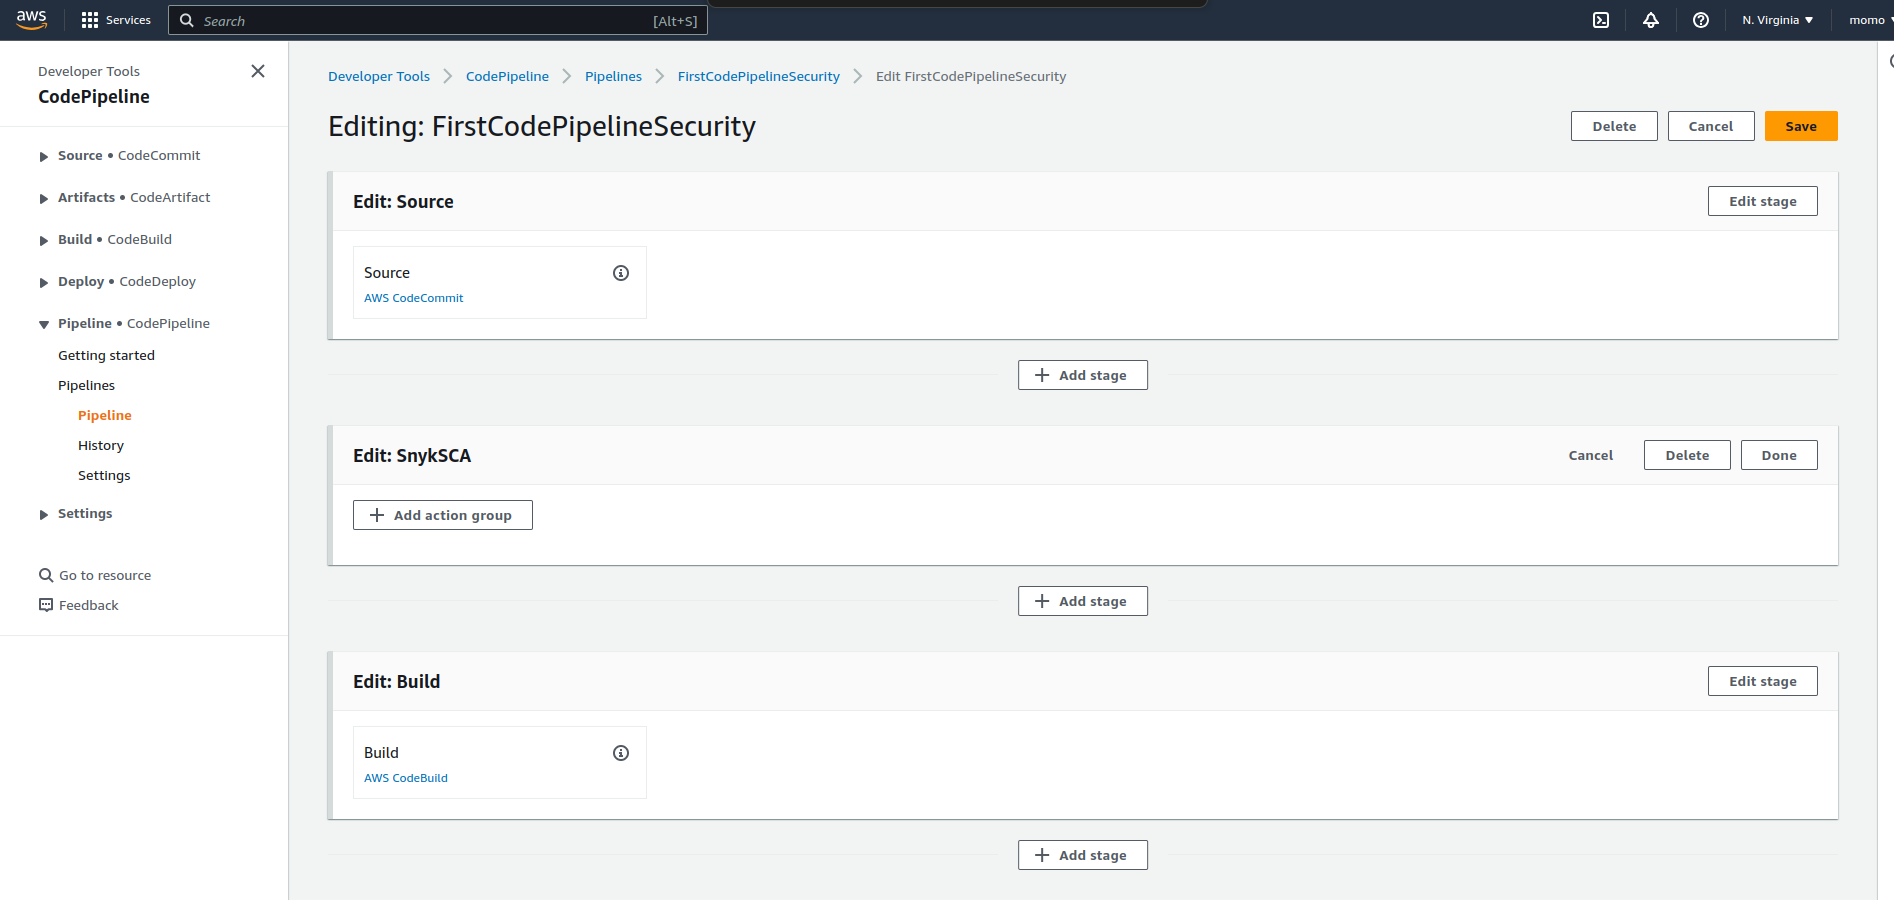 aws Services Search [Alt+S] N. Virginia momo
Developer Tools
CodePipeline
Source • CodeCommit
Artifacts • CodeArtifact
Build • CodeBuild
Deploy • CodeDeploy
Pipeline • CodePipeline
Getting started
Pipelines
Pipeline
History
Settings
Settings
Go to resource
Feedback
Developer Tools CodePipeline Pipelines FirstCodePipelineSecurity Edit FirstCodePipelineSecurity
Editing: FirstCodePipelineSecurity Delete Cancel Save
Edit: Source Edit stage
Source
AWS CodeCommit
Add stage
Edit: SnykSCA Cancel Delete Done
Add action group
Add stage
Edit: Build Edit stage
Build
AWS CodeBuild
Add stage